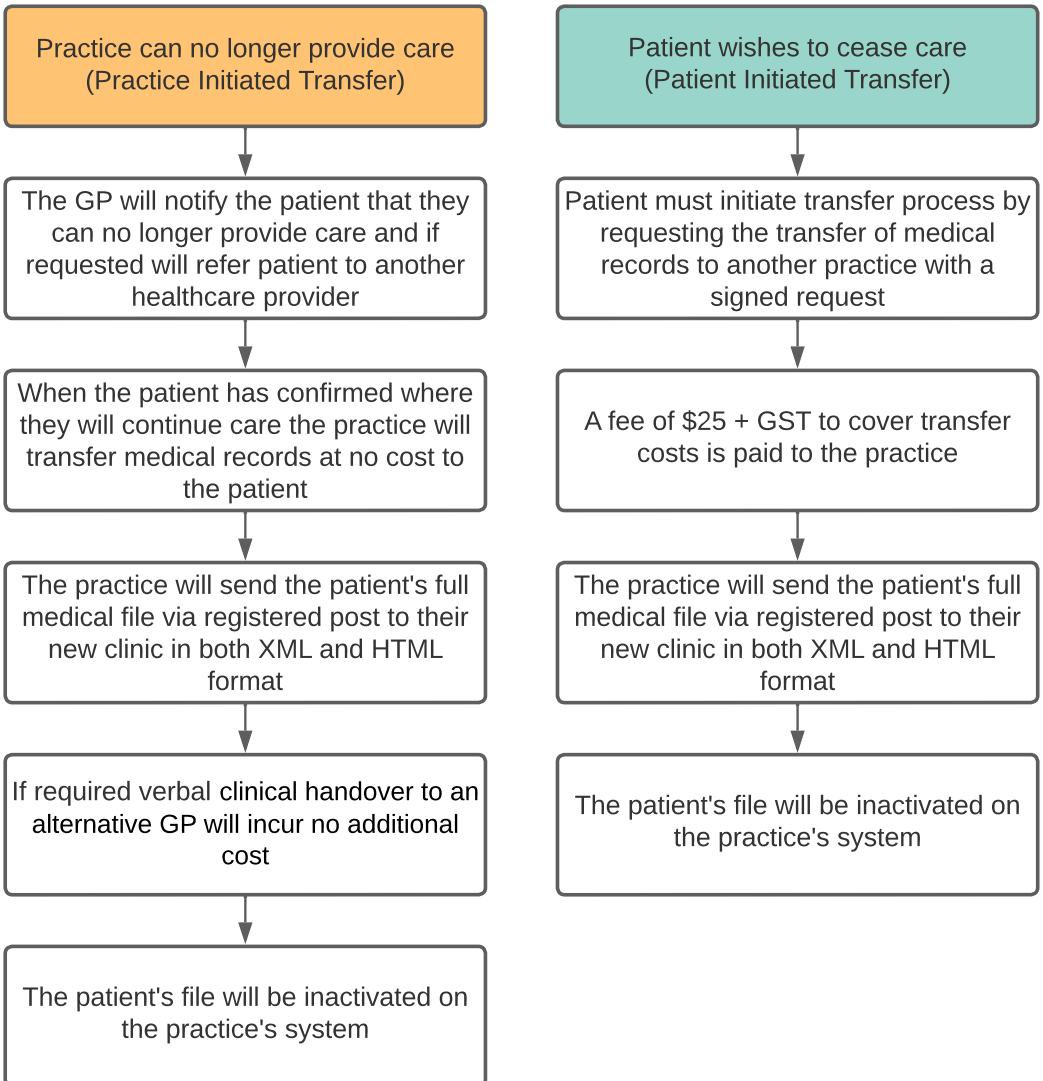 Practice can no longer provide care
(Practice Initiated Transfer)
The GP will notify the patient that they
can no longer provide care and if
requested will refer patient to another
healthcare provider
When the patient has confirmed where
they will continue care the practice will
transfer medical records at no cost to
the patient
The practice will send the patient's full
medical file via registered post to their
new clinic in both XML and HTML
format
If required verbal clinical handover to an
alternative GP will incur no additional
cost
The patient's file will be inactivated on
the practice's system
Patient wishes to cease care
(Patient Initiated Transfer)
Patient must initiate transfer process by
requesting the transfer of medical
records to another practice with a
signed request
A fee of $25 + GST to cover transfer
costs is paid to the practice
The practice will send the patient's full
medical file via registered post to their
new clinic in both XML and HTML
format
The patient's file will be inactivated on
the practice's system